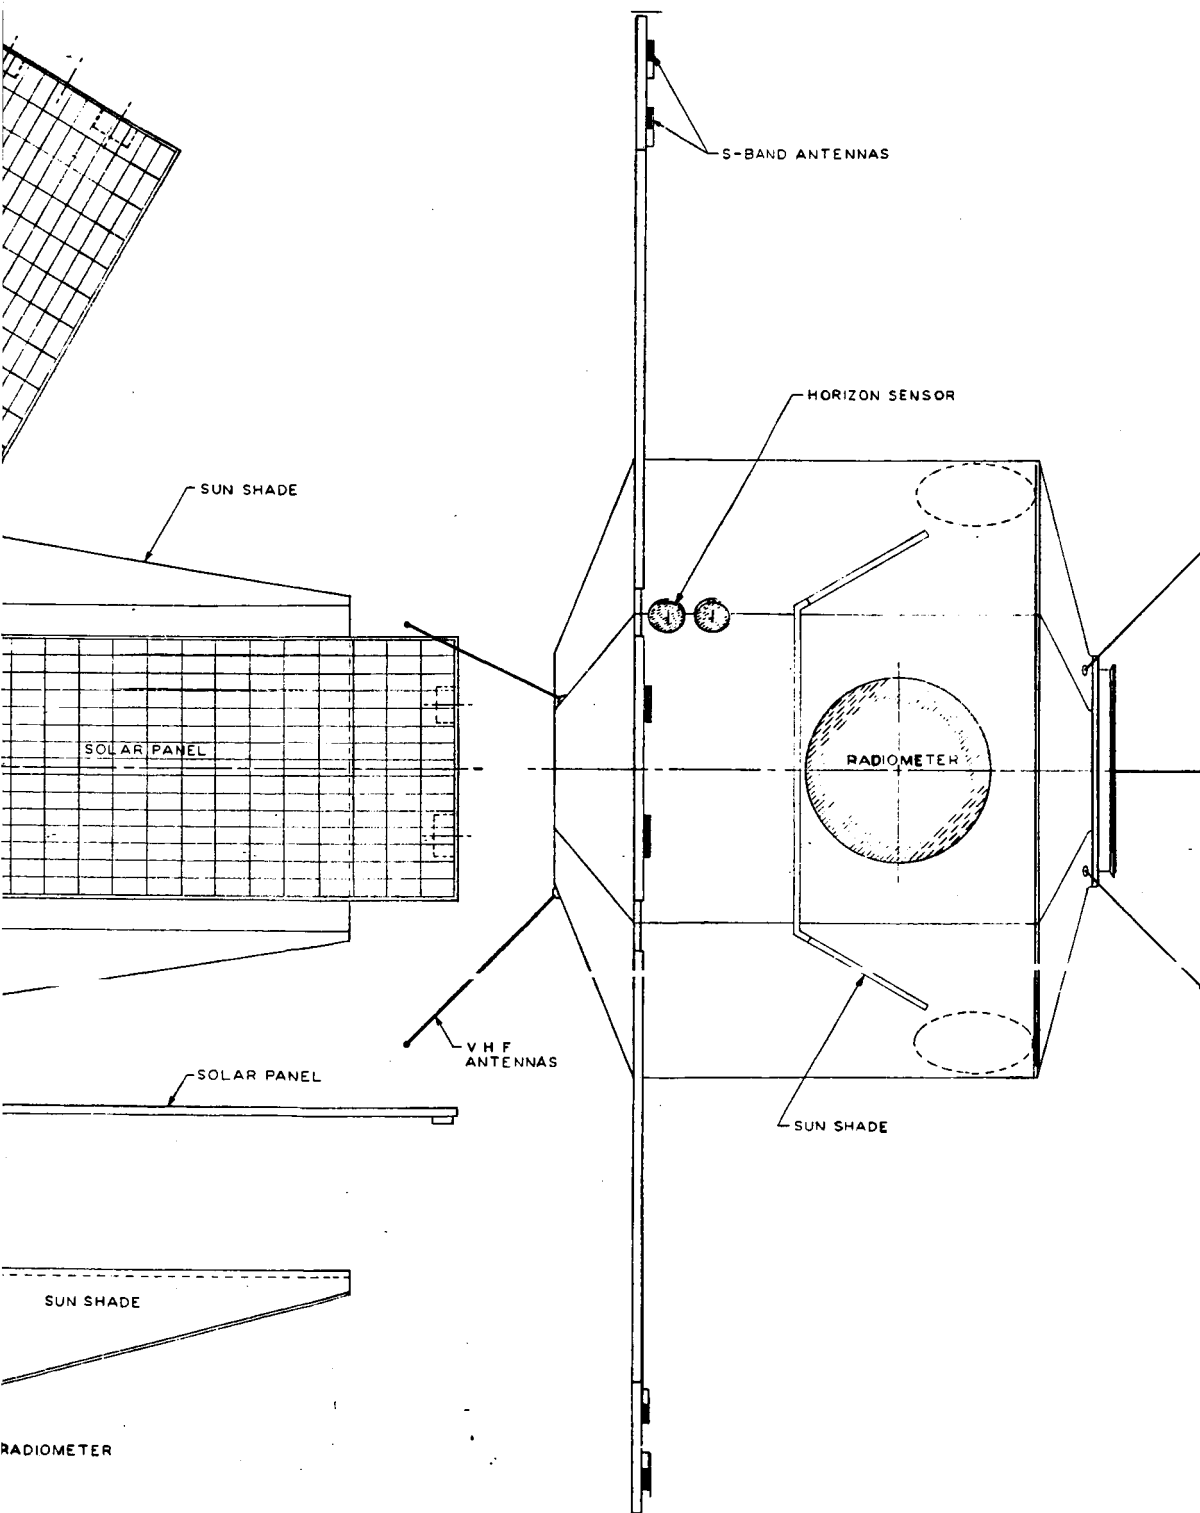 S-BAND ANTENNAS
HORIZON SENSOR
SUN SHADE
SOLAR PANEL
RADIOMETER
V H F
ANTENNAS
SOLAR PANEL
SUN SHADE
SUN SHADE
RADIOMETER